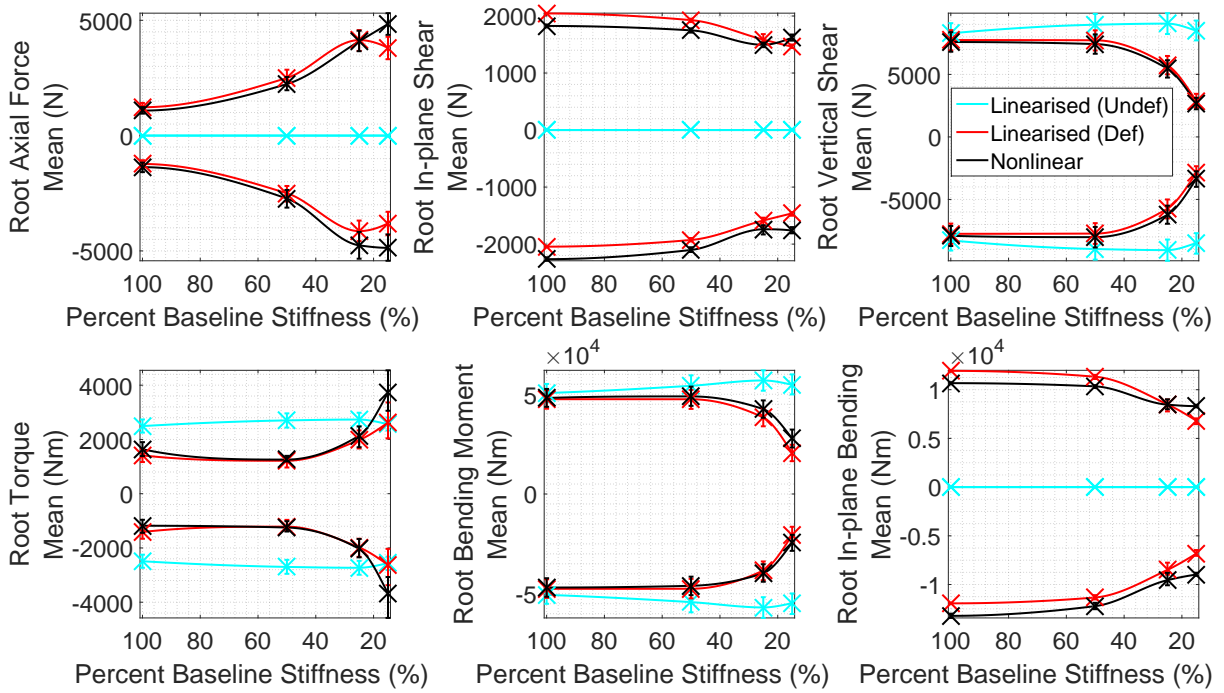 Root Axial Force
Mean (N)
5000
0
-5000
100 80 60 40 20
Percent Baseline Stiffness (%)
Root In-plane Shear
Mean (N)
2000
1000
0
-1000
-2000
100 80 60 40 20
Percent Baseline Stiffness (%)
Root Vertical Shear
Mean (N)
5000
0
-5000
Linearised (Undef)
Linearised (Def)
Nonlinear
100 80 60 40 20
Percent Baseline Stiffness (%)
Root Torque
Mean (Nm)
4000
2000
0
-2000
-4000
100 80 60 40 20
Percent Baseline Stiffness (%)
Root Bending Moment
Mean (Nm)
×10⁴
5
0
-5
100 80 60 40 20
Percent Baseline Stiffness (%)
Root In-plane Bending
Mean (Nm)
×10⁴
1
0.5
0
-0.5
-1
100 80 60 40 20
Percent Baseline Stiffness (%)